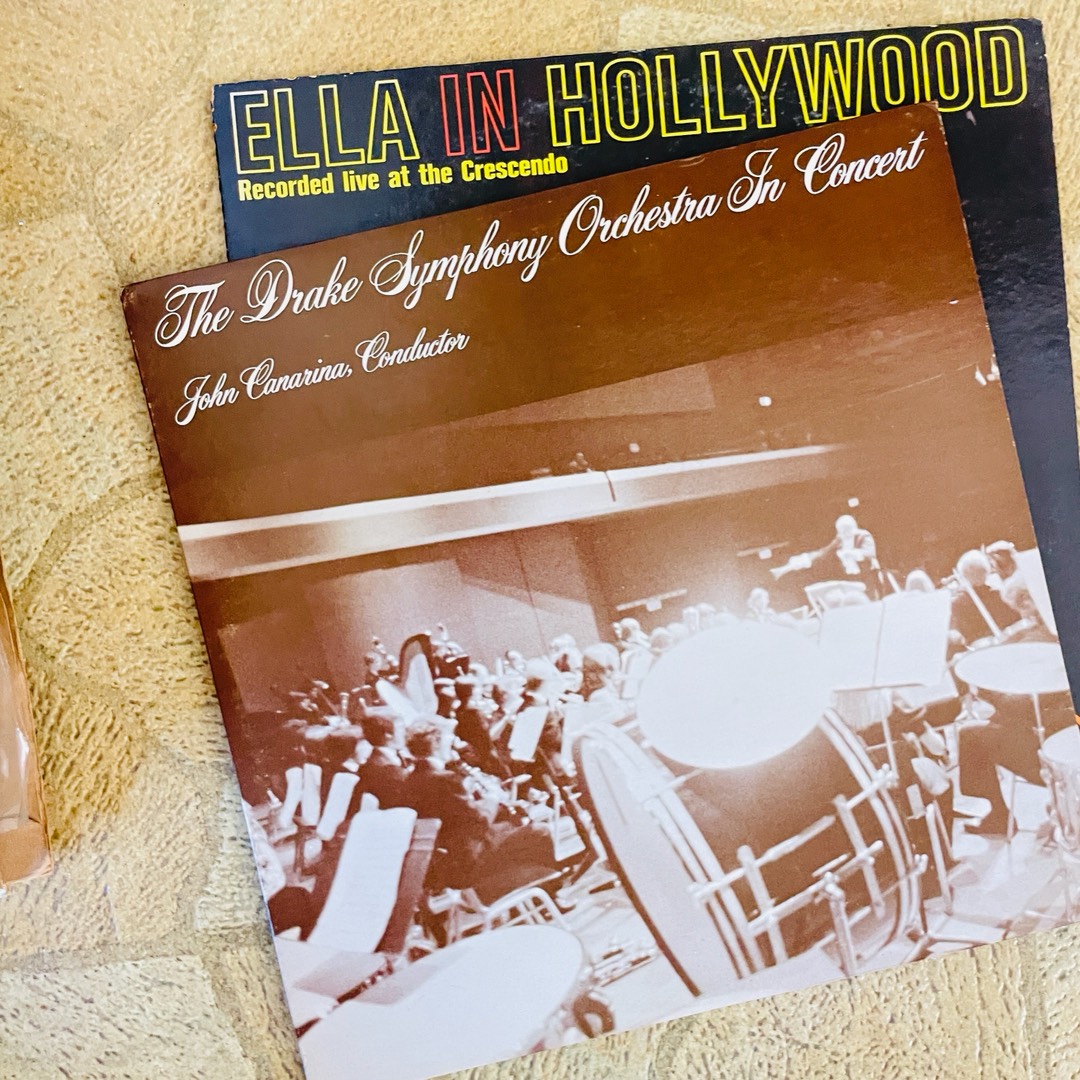 ELLA IN HOLLYWOOD
Recorded live at the Crescendo
The Drake Symphony Orchestra In Concert
John Canarina, Conductor